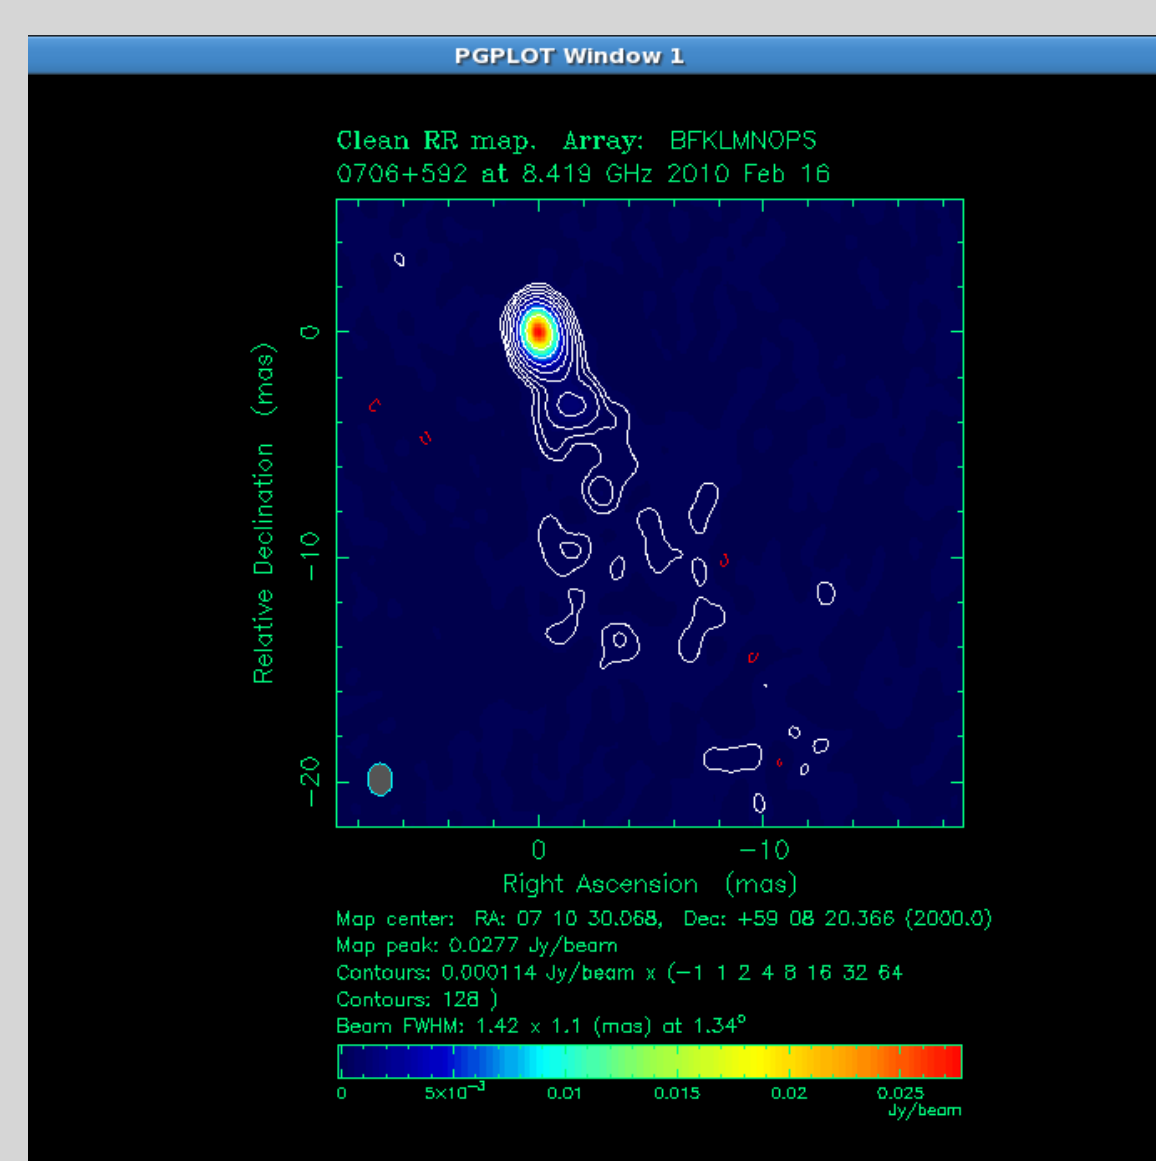 PGPLOT Window 1
Clean RR map. Array: BFKLMNOPS
0706+592 at 8.419 GHz 2010 Feb 16
Relative Declination (mas)
0
−10
−20
0
−10
Right Ascension (mas)
Map center: RA: 07 10 30.068, Dec: +59 08 20.366 (2000.0)
Map peak: 0.0277 Jy/beam
Contours: 0.000114 Jy/beam x (−1 1 2 4 8 16 32 64
Contours: 128 )
Beam FWHM: 1.42 x 1.1 (mas) at 1.34°
0 5×10⁻³ 0.01 0.015 0.02 0.025
Jy/beam